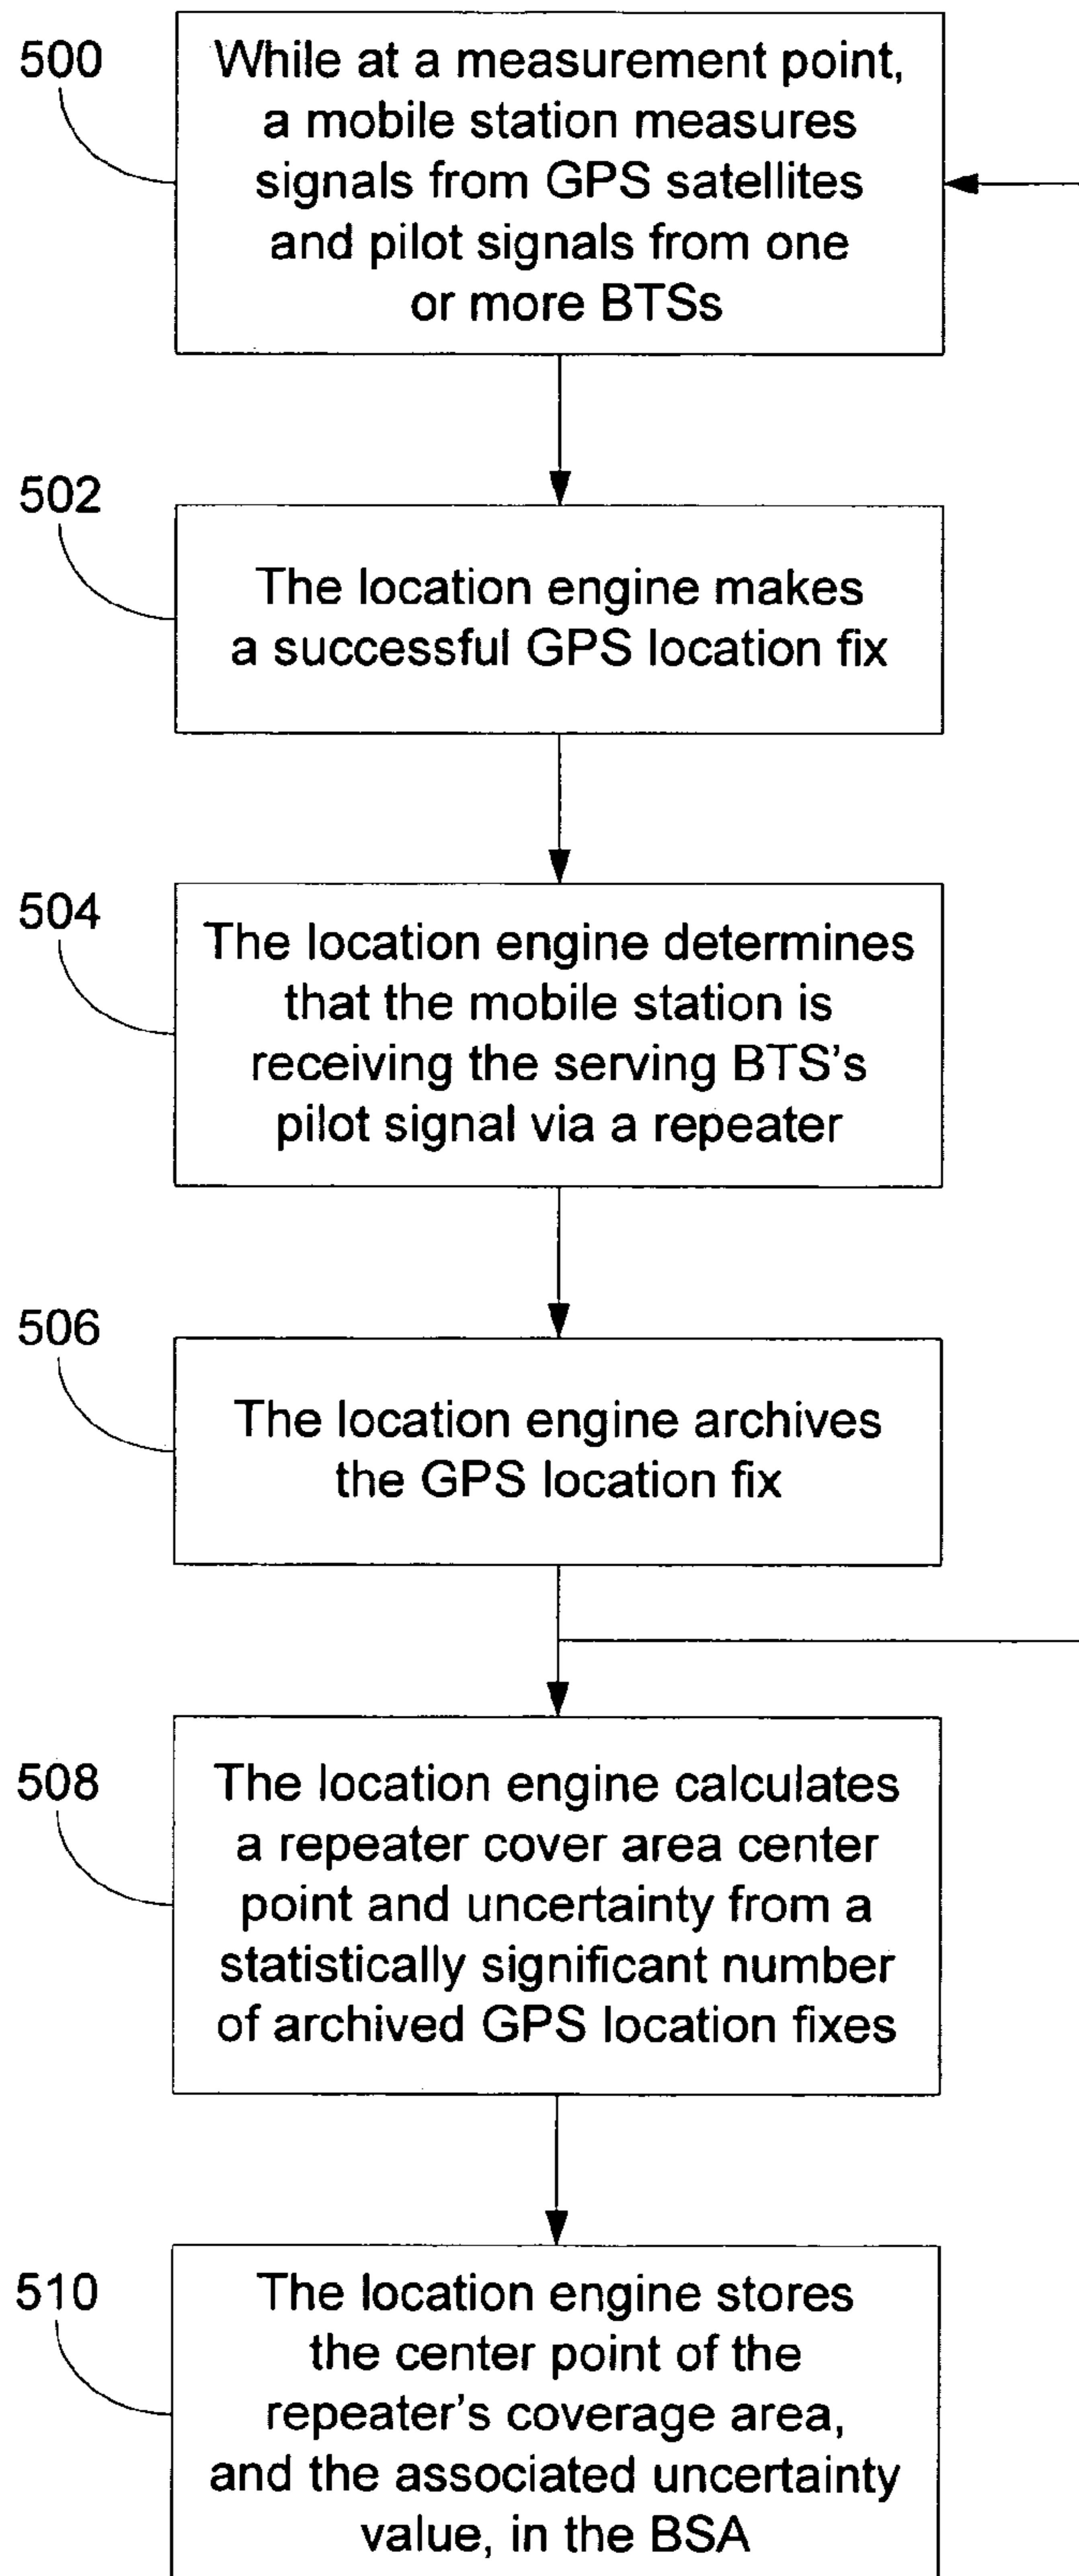 500
While at a measurement point,
a mobile station measures
signals from GPS satellites
and pilot signals from one
or more BTSs
502
The location engine makes
a successful GPS location fix
504
The location engine determines
that the mobile station is
receiving the serving BTS's
pilot signal via a repeater
506
The location engine archives
the GPS location fix
508
The location engine calculates
a repeater cover area center
point and uncertainty from a
statistically significant number
of archived GPS location fixes
510
The location engine stores
the center point of the
repeater's coverage area,
and the associated uncertainty
value, in the BSA